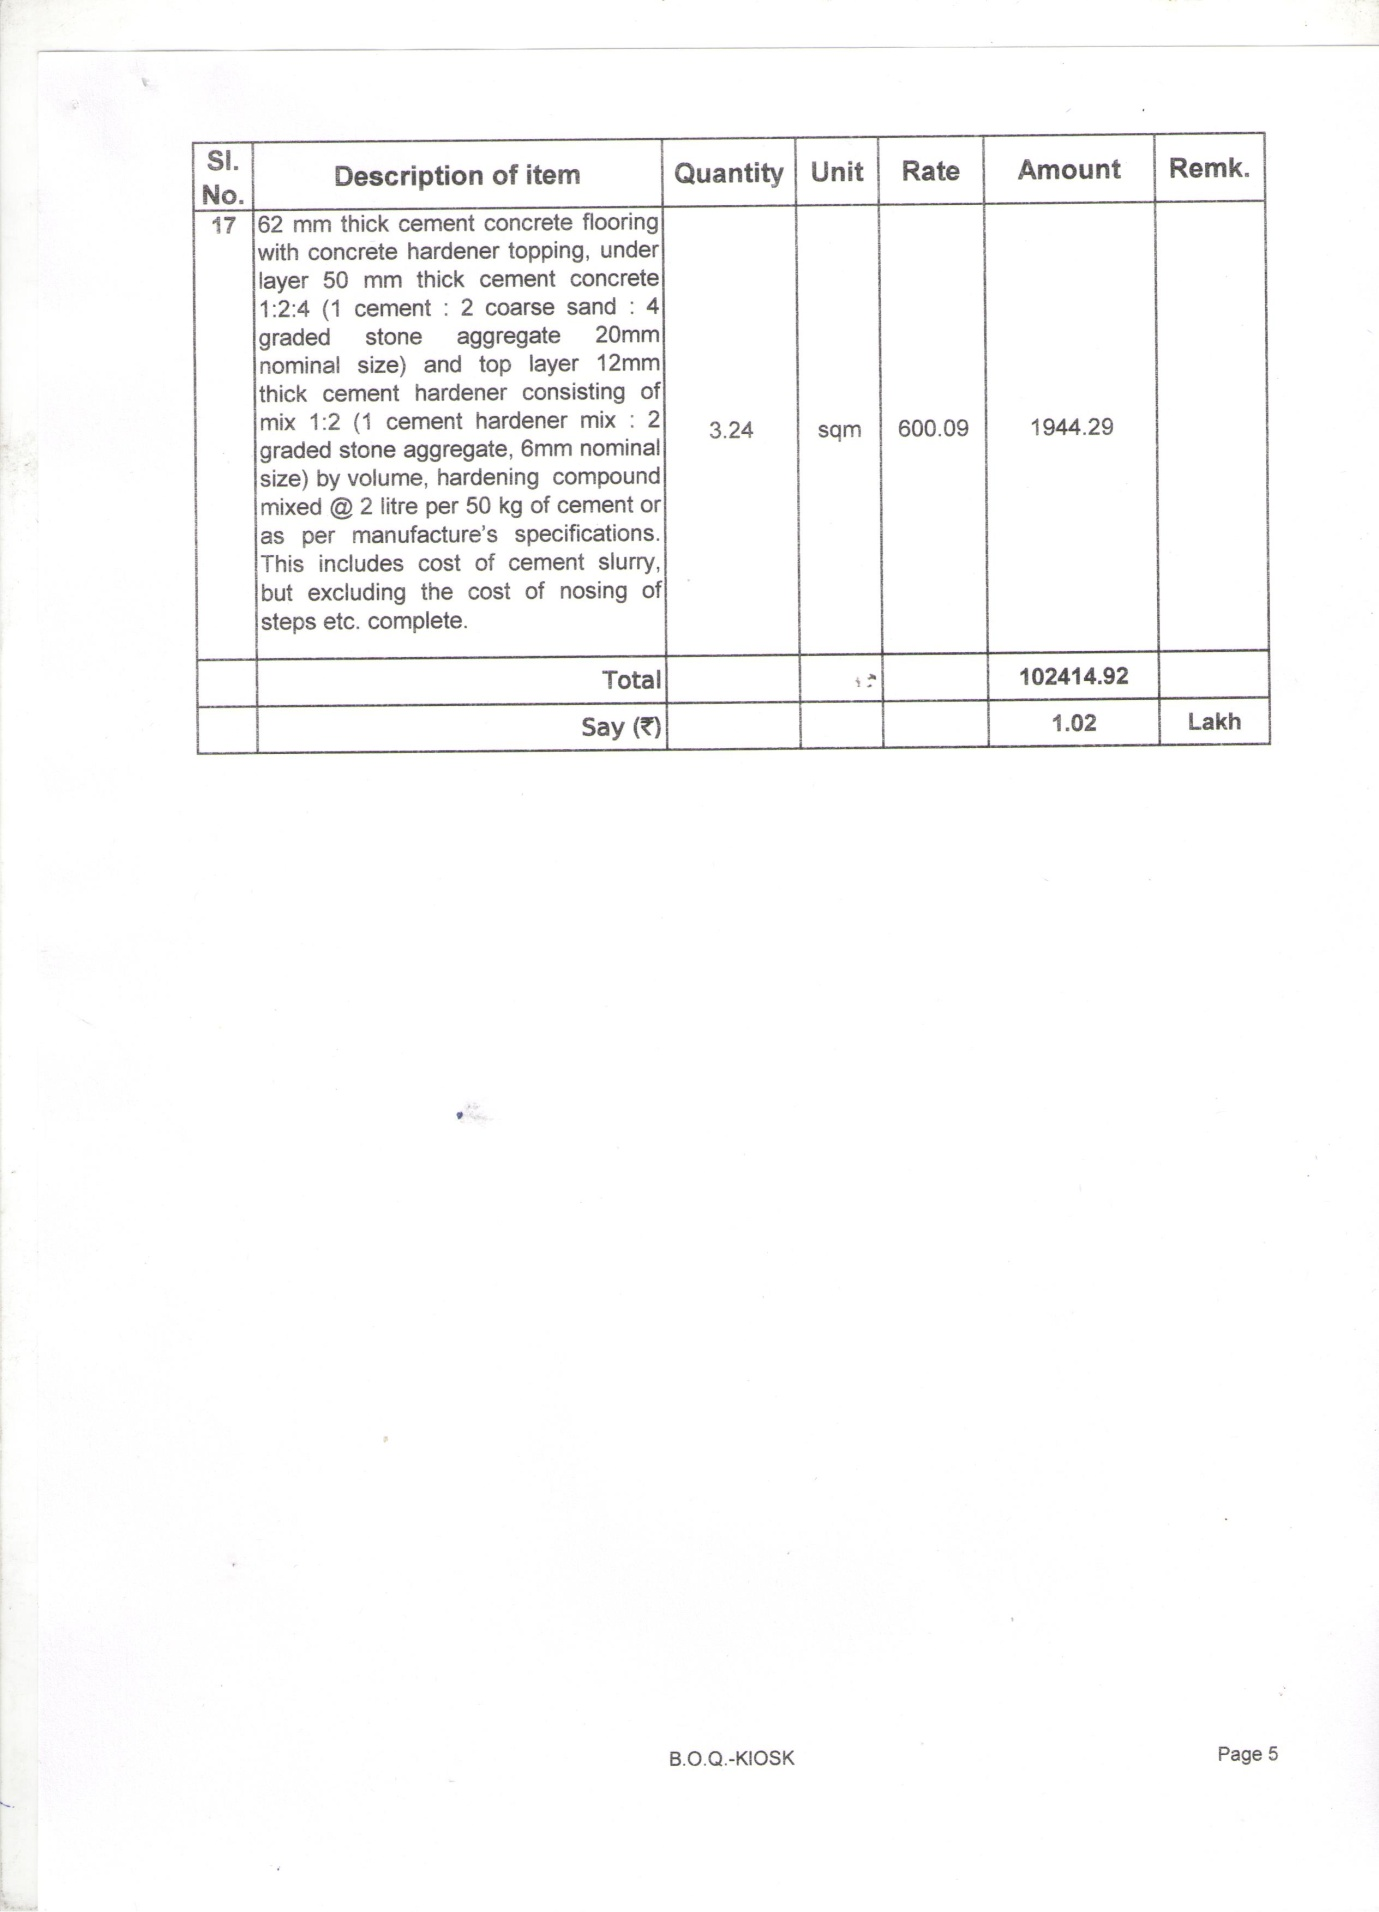 Sl. No. Description of item Quantity Unit Rate Amount Remk.
17 62 mm thick cement concrete flooring
with concrete hardener topping, under
layer 50 mm thick cement concrete
1:2:4 (1 cement : 2 coarse sand : 4
graded stone aggregate 20mm
nominal size) and top layer 12mm
thick cement hardener consisting of
mix 1:2 (1 cement hardener mix : 2
graded stone aggregate, 6mm nominal
size) by volume, hardening compound
mixed @ 2 litre per 50 kg of cement or
as per manufacture's specifications.
This includes cost of cement slurry,
but excluding the cost of nosing of
steps etc. complete.
3.24 sqm 600.09 1944.29
Total 102414.92
Say (₹) 1.02 Lakh
B.O.Q.-KIOSK Page 5